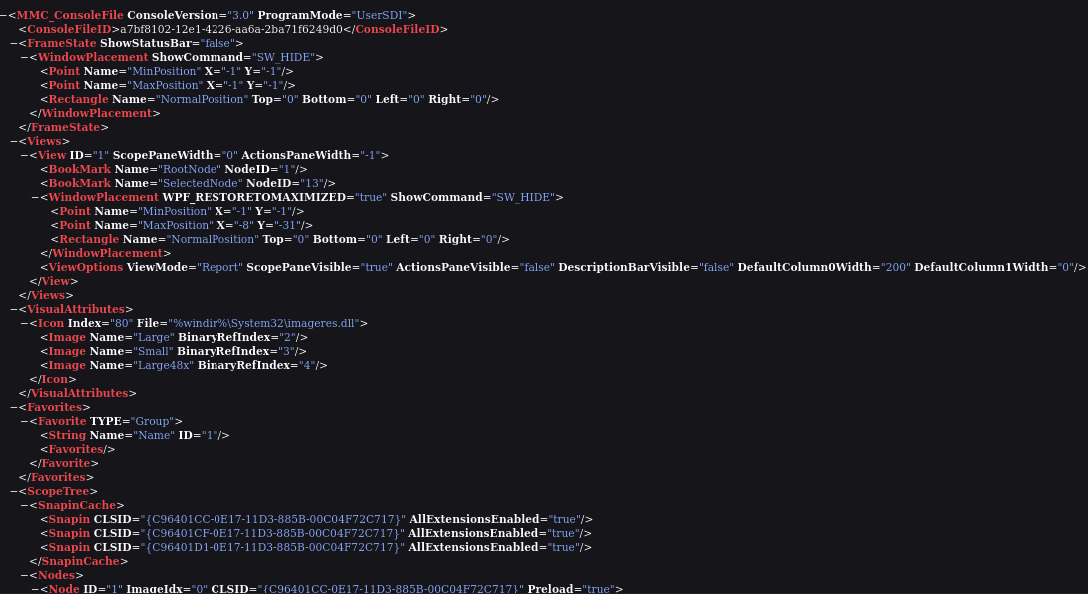 −<MMC_ConsoleFile ConsoleVersion="3.0" ProgramMode="UserSDI">
<ConsoleFileID>a7bf8102-12e1-4226-aa6a-2ba71f6249d0</ConsoleFileID>
−<FrameState ShowStatusBar="false">
−<WindowPlacement ShowCommand="SW_HIDE">
<Point Name="MinPosition" X="-1" Y="-1"/>
<Point Name="MaxPosition" X="-1" Y="-1"/>
<Rectangle Name="NormalPosition" Top="0" Bottom="0" Left="0" Right="0"/>
</WindowPlacement>
</FrameState>
−<Views>
−<View ID="1" ScopePaneWidth="0" ActionsPaneWidth="-1">
<BookMark Name="RootNode" NodeID="1"/>
<BookMark Name="SelectedNode" NodeID="13"/>
−<WindowPlacement WPF_RESTORETOMAXIMIZED="true" ShowCommand="SW_HIDE">
<Point Name="MinPosition" X="-1" Y="-1"/>
<Point Name="MaxPosition" X="-8" Y="-31"/>
<Rectangle Name="NormalPosition" Top="0" Bottom="0" Left="0" Right="0"/>
</WindowPlacement>
<ViewOptions ViewMode="Report" ScopePaneVisible="true" ActionsPaneVisible="false" DescriptionBarVisible="false" DefaultColumn0Width="200" DefaultColumn1Width="0"/>
</View>
</Views>
−<VisualAttributes>
−<Icon Index="80" File="%windir%\System32\imageres.dll">
<Image Name="Large" BinaryRefIndex="2"/>
<Image Name="Small" BinaryRefIndex="3"/>
<Image Name="Large48x" BinaryRefIndex="4"/>
</Icon>
</VisualAttributes>
−<Favorites>
−<Favorite TYPE="Group">
<String Name="Name" ID="1"/>
<Favorites/>
</Favorite>
</Favorites>
−<ScopeTree>
−<SnapinCache>
<Snapin CLSID="{C96401CC-0E17-11D3-885B-00C04F72C717}" AllExtensionsEnabled="true"/>
<Snapin CLSID="{C96401CF-0E17-11D3-885B-00C04F72C717}" AllExtensionsEnabled="true"/>
<Snapin CLSID="{C96401D1-0E17-11D3-885B-00C04F72C717}" AllExtensionsEnabled="true"/>
</SnapinCache>
−<Nodes>
−<Node ID="1" ImageIdx="0" CLSID="{C96401CC-0E17-11D3-885B-00C04F72C717}" Preload="true">